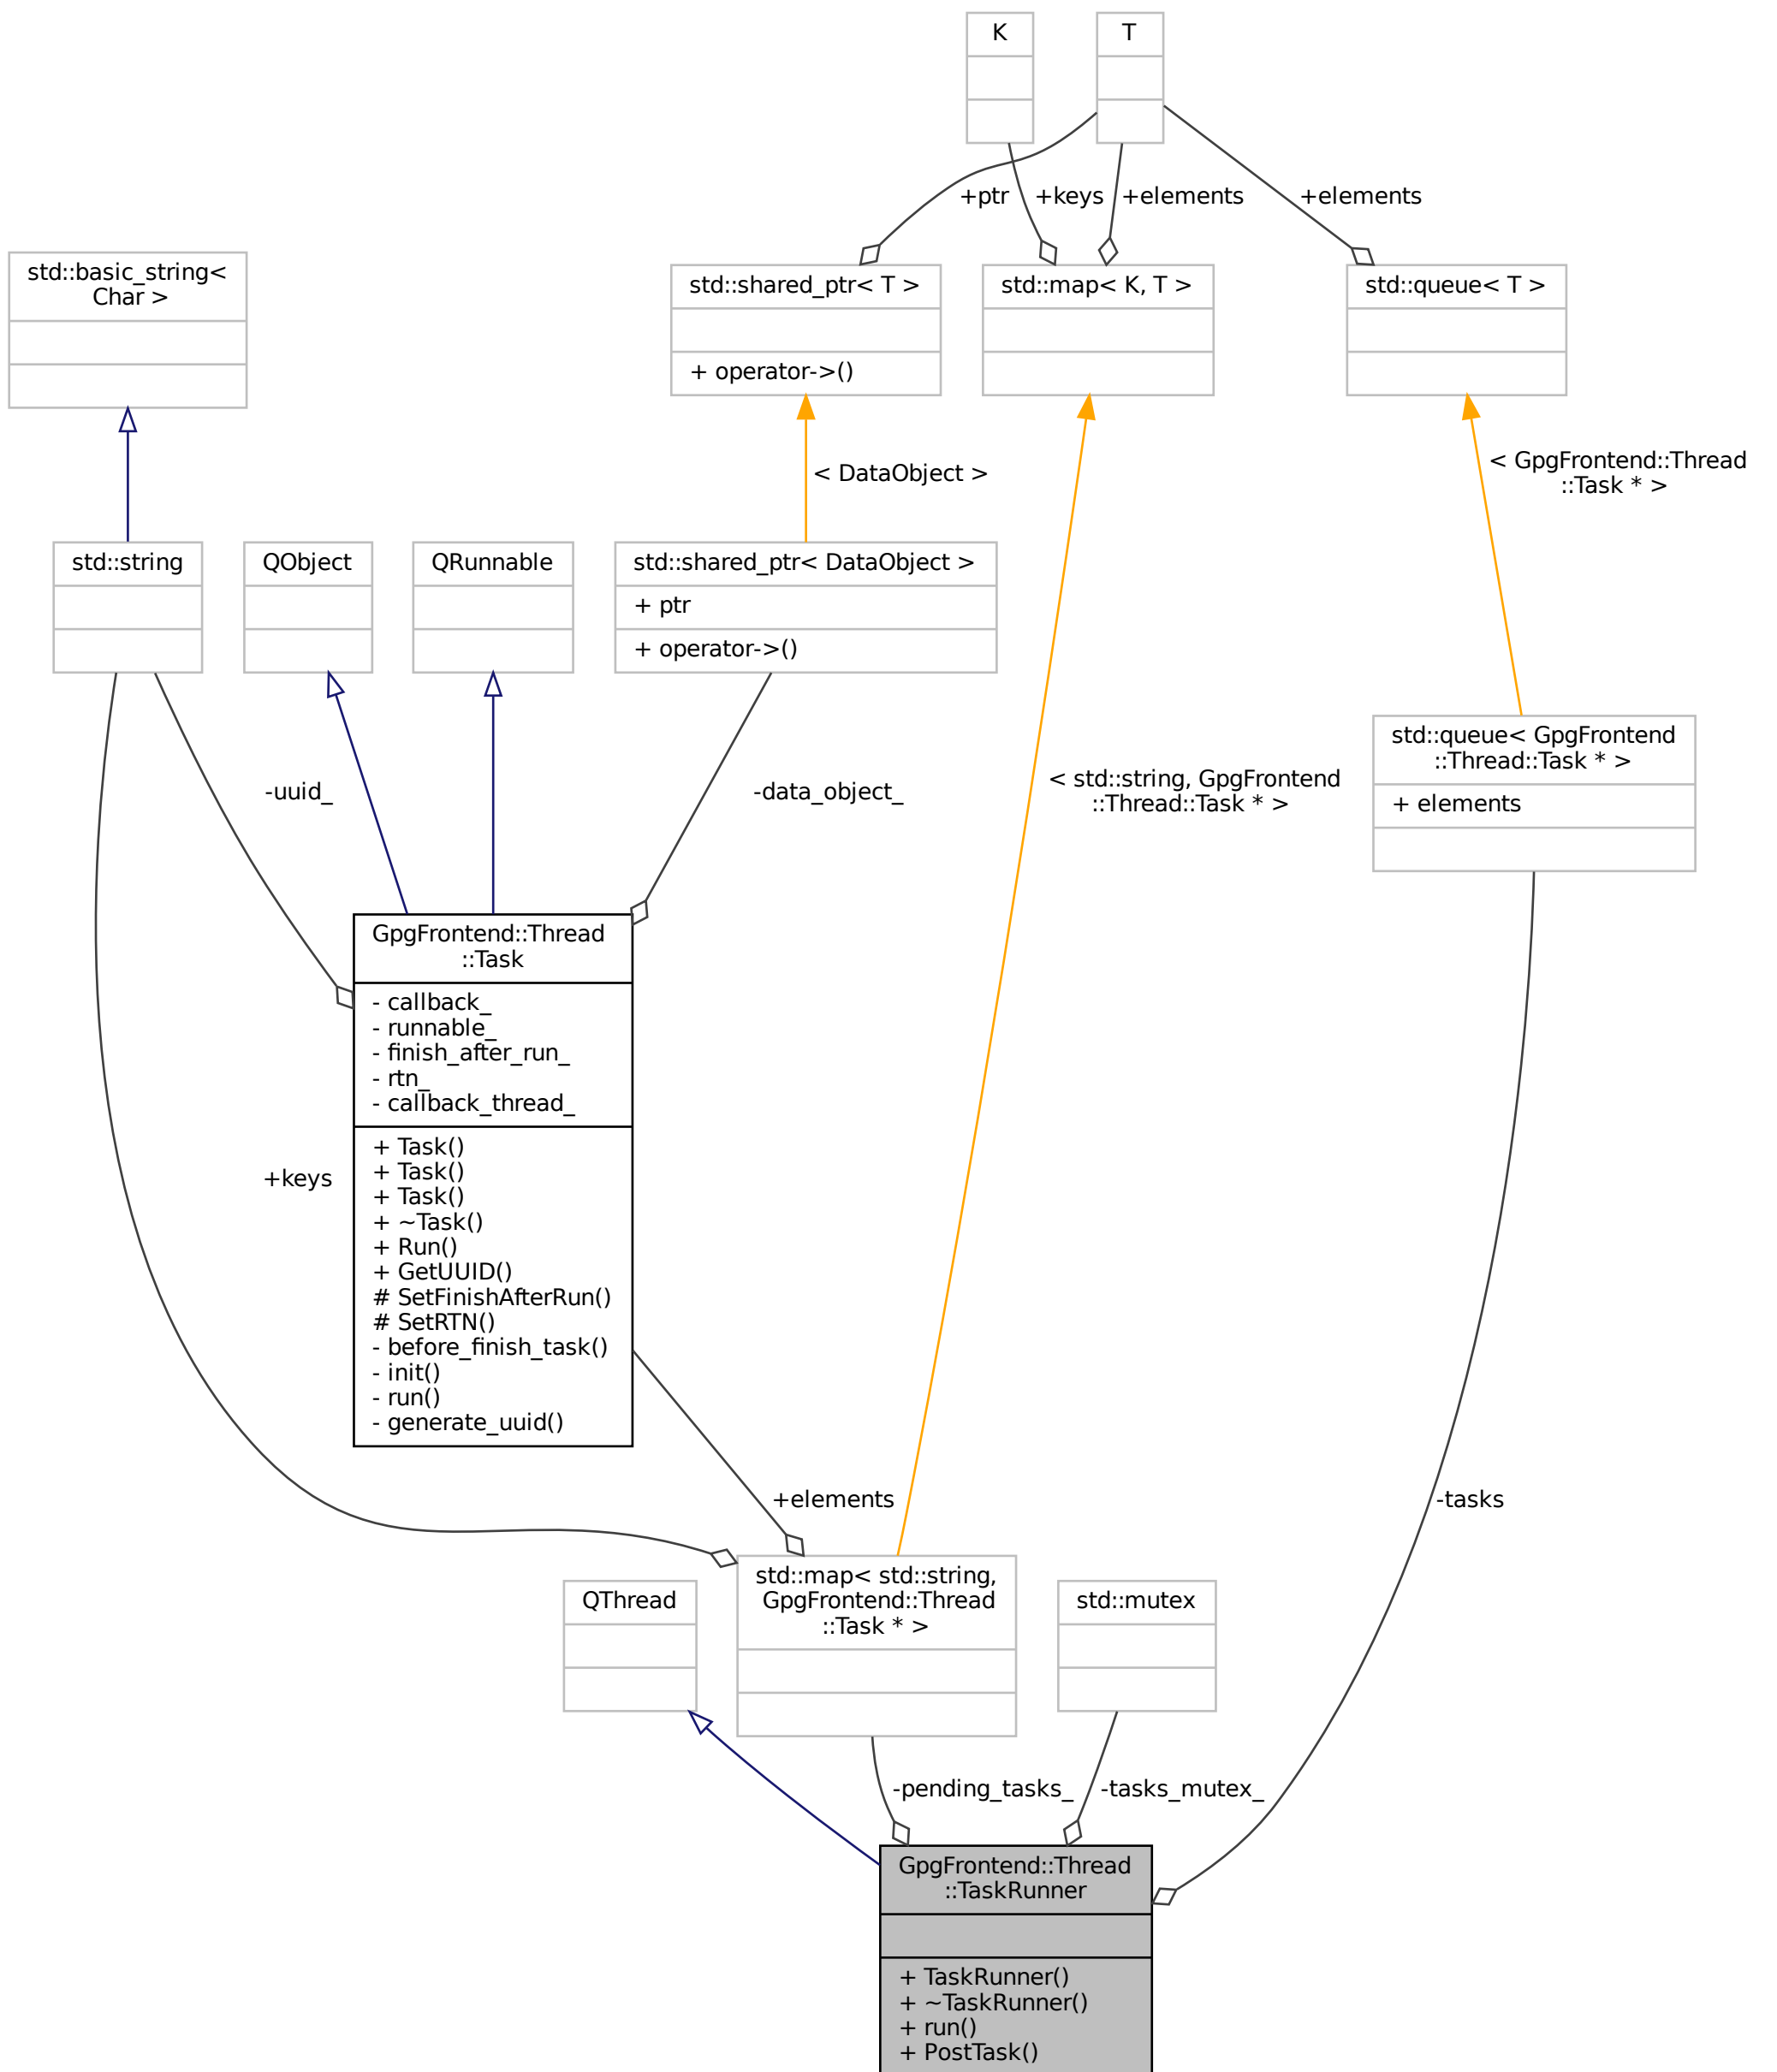 K
T
+ptr
+keys
+elements
+elements
std::basic_string<
Char >
std::shared_ptr< T >
+ operator->()
std::map< K, T >
std::queue< T >
< DataObject >
< GpgFrontend::Thread
::Task * >
std::string
QObject
QRunnable
std::shared_ptr< DataObject >
+ ptr
+ operator->()
std::queue< GpgFrontend
::Thread::Task * >
+ elements
-uuid_
-data_object_
< std::string, GpgFrontend
::Thread::Task * >
GpgFrontend::Thread
::Task
- callback_
- runnable_
- finish_after_run_
- rtn_
- callback_thread_
+ Task()
+ Task()
+ Task()
+ ~Task()
+ Run()
+ GetUUID()
# SetFinishAfterRun()
# SetRTN()
- before_finish_task()
- init()
- run()
- generate_uuid()
+keys
+elements
-tasks
QThread
std::map< std::string,
GpgFrontend::Thread
::Task * >
std::mutex
-pending_tasks_
-tasks_mutex_
GpgFrontend::Thread
::TaskRunner
+ TaskRunner()
+ ~TaskRunner()
+ run()
+ PostTask()